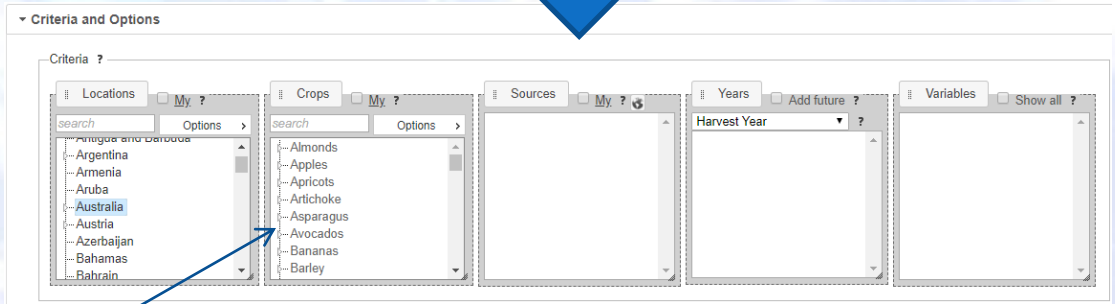 Criteria and Options
Criteria ?
Locations My ?
search Options >
Antigua and Barbuda
Argentina
Armenia
Aruba
Australia
Austria
Azerbaijan
Bahamas
Bahrain
Crops My ?
search Options >
Almonds
Apples
Apricots
Artichoke
Asparagus
Avocados
Bananas
Barley
Sources My ?
Years Add future ?
Harvest Year ?
Variables Show all ?